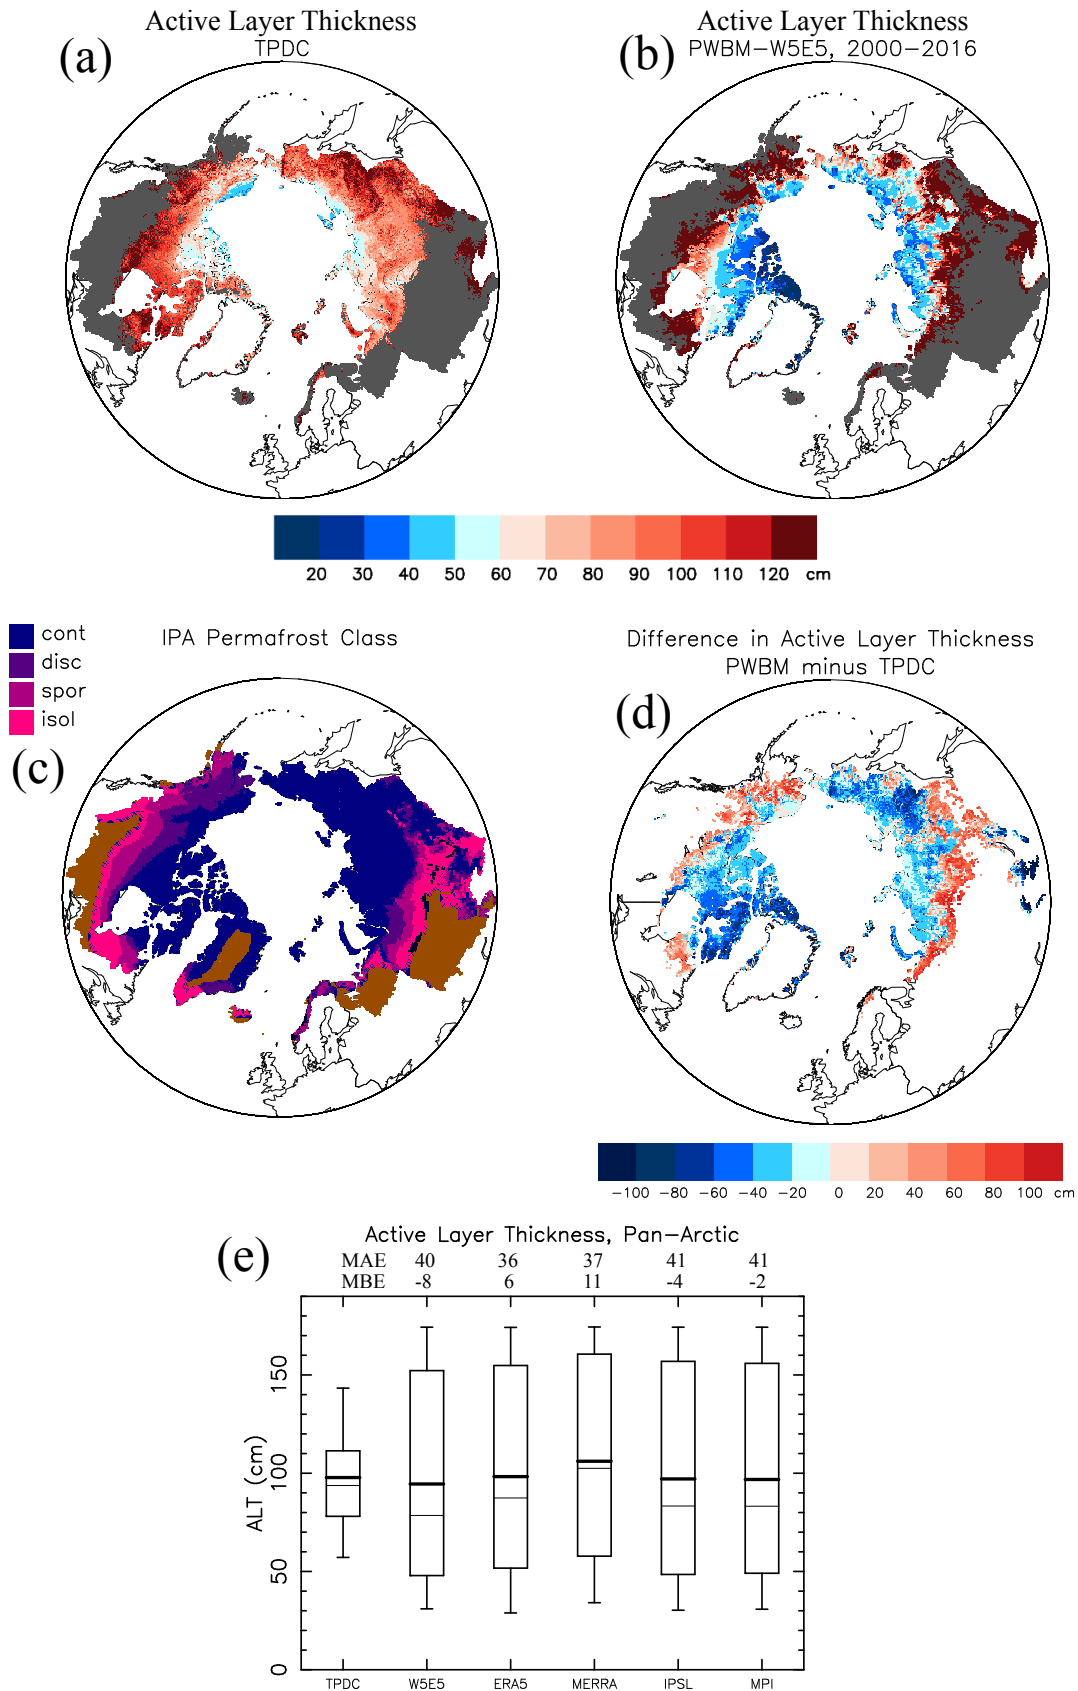 Active Layer Thickness
TPDC
(a)
Active Layer Thickness
PWBM-W5E5, 2000-2016
(b)
20 30 40 50 60 70 80 90 100 110 120 cm
cont
disc
spor
isol
IPA Permafrost Class
(c)
Difference in Active Layer Thickness
PWBM minus TPDC
(d)
-100 -80 -60 -40 -20 0 20 40 60 80 100 cm
Active Layer Thickness, Pan-Arctic
(e)
MAE 40 36 37 41 41
MBE -8 6 11 -4 -2
ALT (cm)
150
100
50
0
TPDC W5E5 ERA5 MERRA IPSL MPI